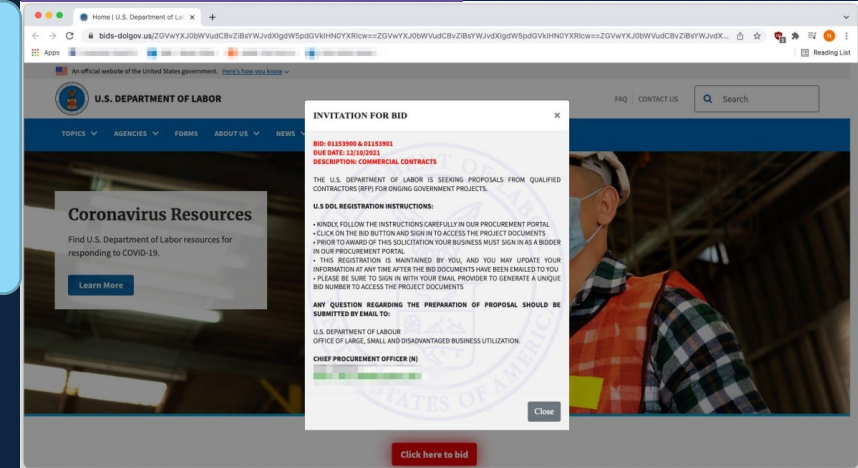 Home | U.S. Department of Lab
bids-dolgov.us/ZGVwYXJ0bWVudCBvZiBsYWJvdXIgdW5pdGVkIHN0YXRlcw==ZGVwYXJ0bWVudCBvZiBsYWJvdXIgdW5pdGVkIHN0YXRlcw==ZGVwYXJ0bWVudCBvZiBsYWJvdX...
Apps
Reading List
An official website of the United States government. Here's how you know
U.S. DEPARTMENT OF LABOR
FAQ CONTACT US Search
TOPICS AGENCIES FORMS ABOUT US NEWS
INVITATION FOR BID
BID: 01153900 & 01153901
DUE DATE: 12/10/2021
DESCRIPTION: COMMERCIAL CONTRACTS
THE U.S. DEPARTMENT OF LABOR IS SEEKING PROPOSALS FROM QUALIFIED
CONTRACTORS (RFP) FOR ONGING GOVERNMENT PROJECTS.
U.S DOL REGISTRATION INSTRUCTIONS:
• KINDLY, FOLLOW THE INSTRUCTIONS CAREFULLY IN OUR PROCUREMENT PORTAL
• CLICK ON THE BID BUTTON AND SIGN IN TO ACCESS THE PROJECT DOCUMENTS
• PRIOR TO AWARD OF THIS SOLICITATION YOUR BUSINESS MUST SIGN IN AS A BIDDER
IN OUR PROCUREMENT PORTAL
• THIS REGISTRATION IS MAINTAINED BY YOU, AND YOU MAY UPDATE YOUR
INFORMATION AT ANY TIME AFTER THE BID DOCUMENTS HAVE BEEN EMAILED TO YOU
• PLEASE BE SURE TO SIGN IN WITH YOUR EMAIL PROVIDER TO GENERATE A UNIQUE
BID NUMBER TO ACCESS THE PROJECT DOCUMENTS
ANY QUESTION REGARDING THE PREPARATION OF PROPOSAL SHOULD BE
SUBMITTED BY EMAIL TO:
U.S. DEPARTMENT OF LABOUR
OFFICE OF LARGE, SMALL AND DISADVANTAGED BUSINESS UTILIZATION.
CHIEF PROCUREMENT OFFICER (N)
Close
Coronavirus Resources
Find U.S. Department of Labor resources for
responding to COVID-19.
Learn More
Click here to bid